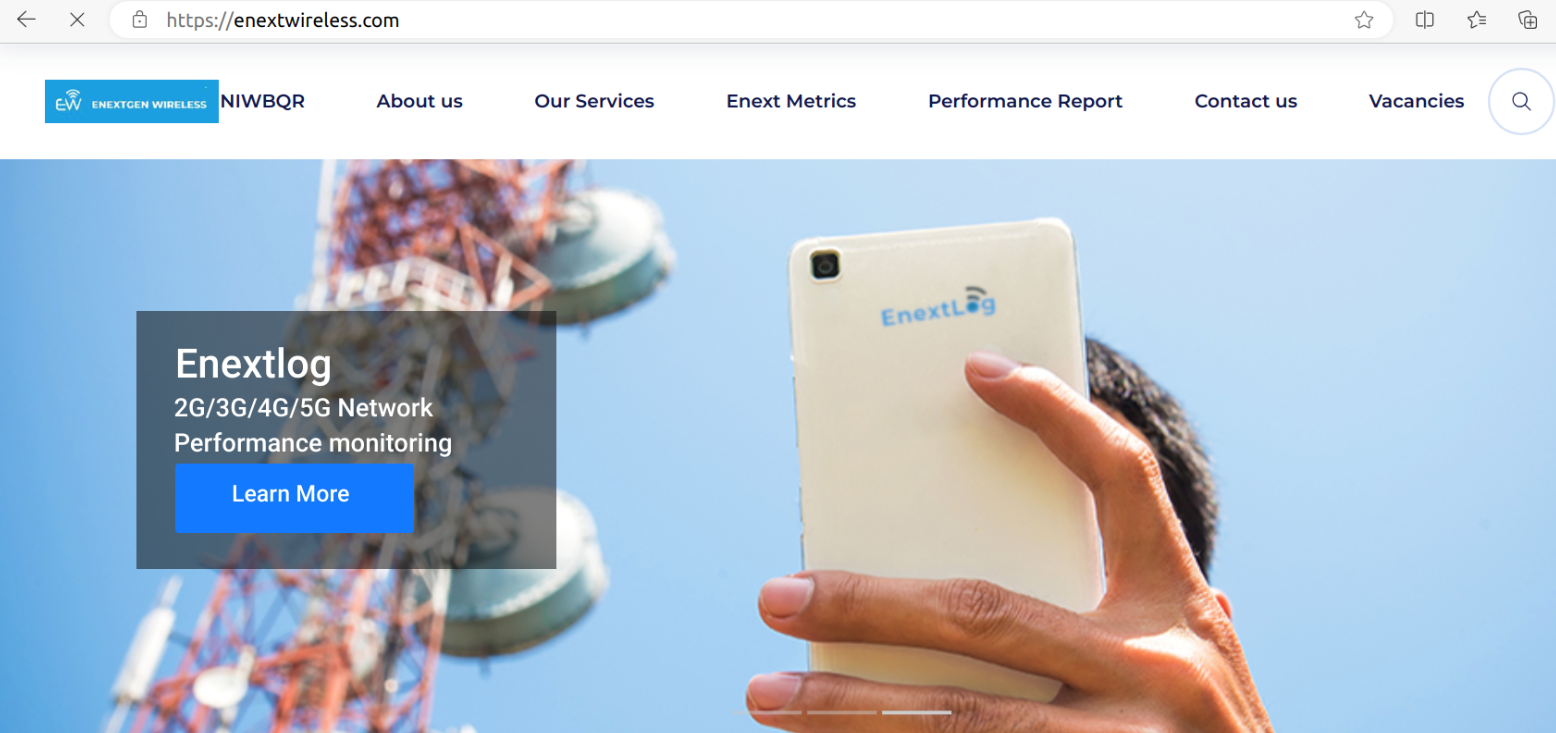 https://enextwireless.com
EW ENEXTGEN WIRELESS NIWBQR About us Our Services Enext Metrics Performance Report Contact us Vacancies
EnextLog
Enextlog
2G/3G/4G/5G Network
Performance monitoring
Learn More